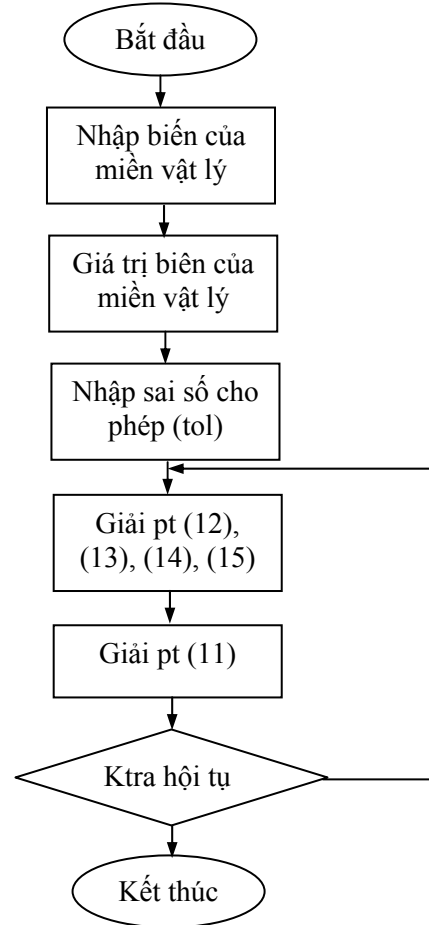 Bắt đầu
Nhập biến của
miền vật lý
Giá trị biên của
miền vật lý
Nhập sai số cho
phép (tol)
Giải pt (12),
(13), (14), (15)
Giải pt (11)
Ktra hội tụ
Kết thúc